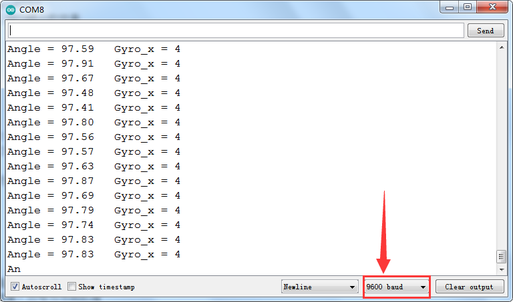 COM8
Send
Angle = 97.59 Gyro_x = 4
Angle = 97.91 Gyro_x = 4
Angle = 97.67 Gyro_x = 4
Angle = 97.48 Gyro_x = 4
Angle = 97.41 Gyro_x = 4
Angle = 97.80 Gyro_x = 4
Angle = 97.56 Gyro_x = 4
Angle = 97.57 Gyro_x = 4
Angle = 97.63 Gyro_x = 4
Angle = 97.87 Gyro_x = 4
Angle = 97.69 Gyro_x = 4
Angle = 97.79 Gyro_x = 4
Angle = 97.74 Gyro_x = 4
Angle = 97.83 Gyro_x = 4
Angle = 97.83 Gyro_x = 4
An
Autoscroll Show timestamp Newline 9600 baud Clear output